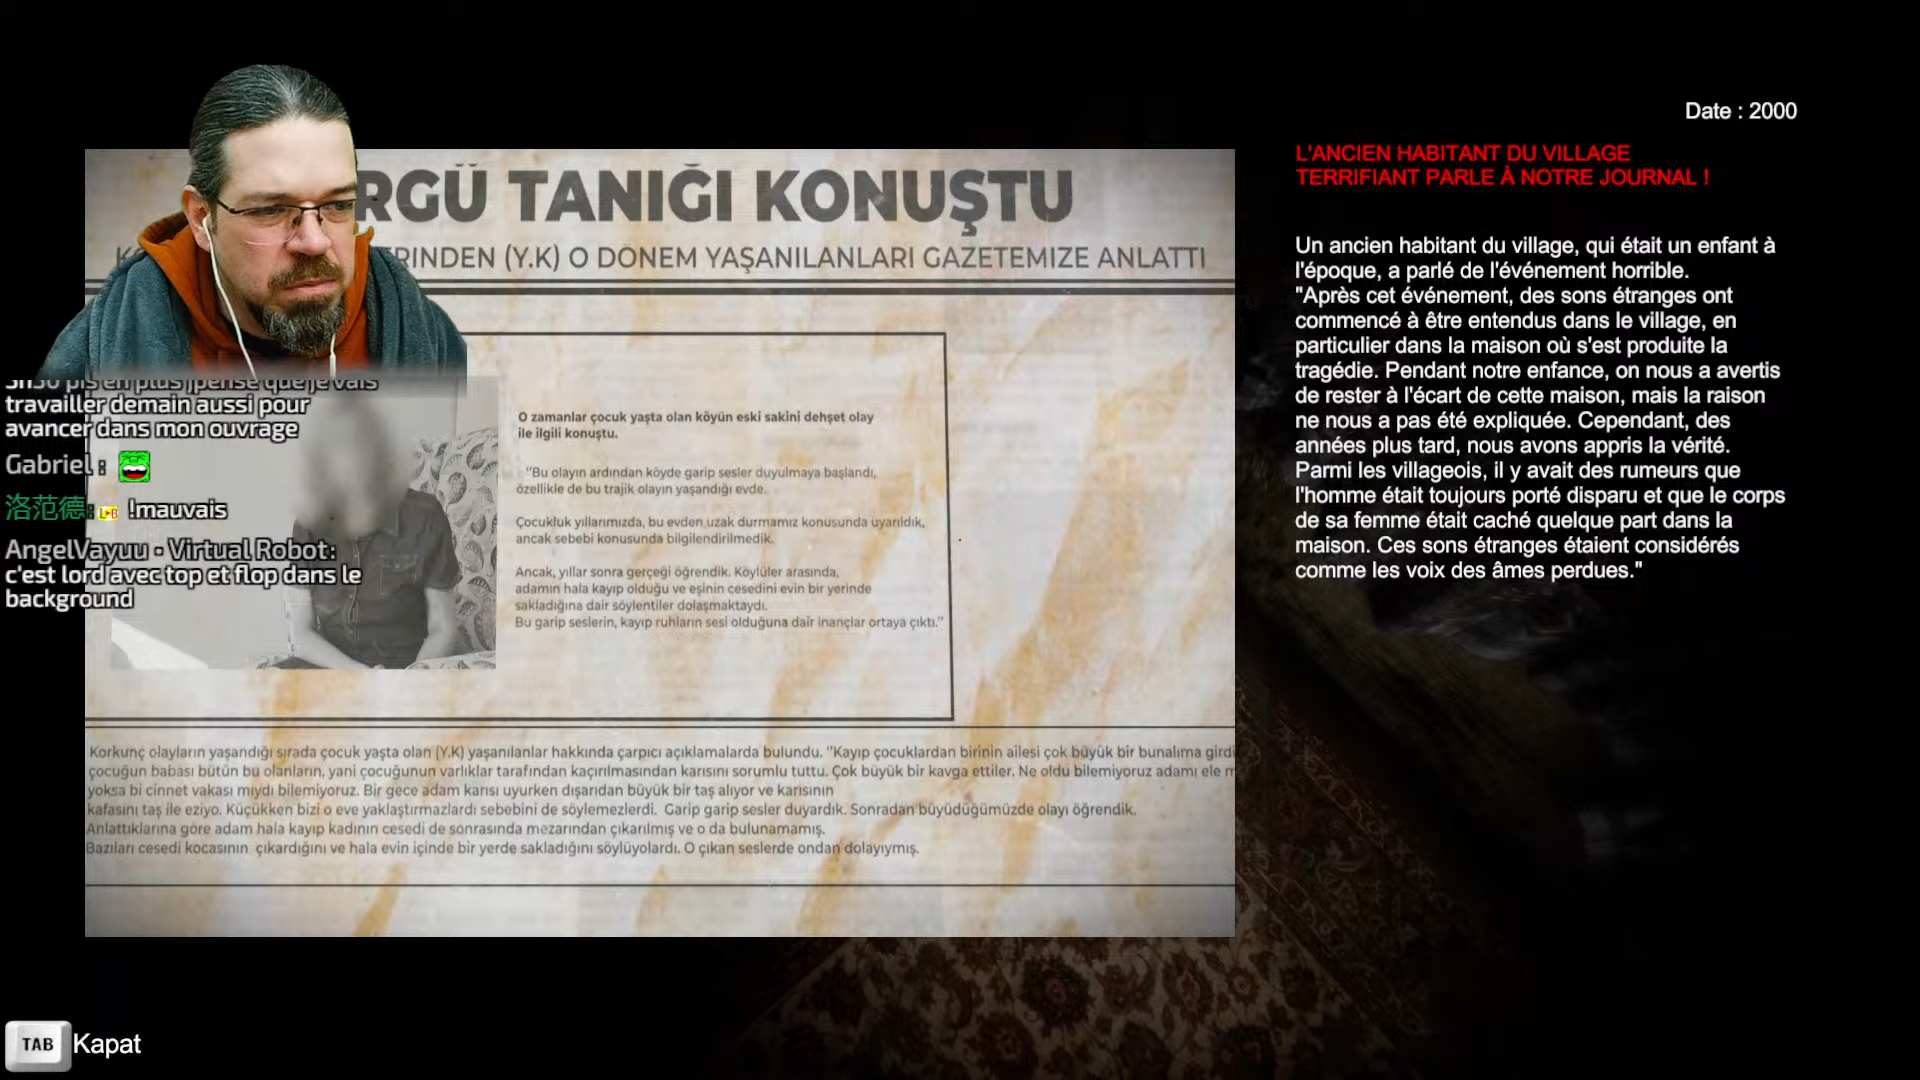 Date : 2000
L'ANCIEN HABITANT DU VILLAGE
TERRIFIANT PARLE À NOTRE JOURNAL !
Un ancien habitant du village, qui était un enfant à
l'époque, a parlé de l'événement horrible.
"Après cet événement, des sons étranges ont
commencé à être entendus dans le village, en
particulier dans la maison où s'est produite la
tragédie. Pendant notre enfance, on nous a avertis
de rester à l'écart de cette maison, mais la raison
ne nous a pas été expliquée. Cependant, des
années plus tard, nous avons appris la vérité.
Parmi les villageois, il y avait des rumeurs que
l'homme était toujours porté disparu et que le corps
de sa femme était caché quelque part dans la
maison. Ces sons étranges étaient considérés
comme les voix des âmes perdues."
RGÜ TANIĞI KONUŞTU
RINDEN (Y.K) O DÖNEM YAŞANILANLARI GAZETEMIZE ANLATTI
O zamanlar çocuk yaşta olan köyün eski sakini dehşet olay
ile ilgili konuştu.
"Bu olayın ardından köyde garip sesler duyulmaya başlandı,
özellikle de bu trajik olayın yaşandığı evde.
Çocukluk yıllarımızda, bu evden uzak durmamız konusunda uyarıldık,
ancak sebebi konusunda bilgilendirilmedik.
Ancak, yıllar sonra gerçeği öğrendik. Köylüler arasında,
adamın hala kayıp olduğu ve eşinin cesedini evin bir yerinde
sakladığına dair söylentiler dolaşmaktaydı.
Bu garip seslerin, kayıp ruhların sesi olduğuna dair inançlar ortaya çıktı."
Korkunç olayların yaşandığı sırada çocuk yaşta olan (Y.K) yaşanılanlar hakkında çarpıcı açıklamalarda bulundu. "Kayıp çocuklardan birinin ailesi çok büyük bir bunalıma girdi
çocuğun babası bütün bu olanların, yani çocuğunun varlıklar tarafından kaçırılmasından karısını sorumlu tuttu. Çok büyük bir kavga ettiler. Ne oldu bilemiyoruz adamı ele
yoksa bi cinnet vakası mıydı bilemiyoruz. Bir gece adam karısı uyurken dışarıdan büyük bir taş alıyor ve karısının
kafasını taş ile eziyo. Küçükken bizi o eve yaklaştırmazlardı sebebini de söylemezlerdi. Garip garip sesler duyardık. Sonradan büyüdüğümüzde olayı öğrendik.
Anlattıklarına göre adam hala kayıp kadının cesedi de sonrasında mezarından çıkarılmış ve o da bulunamamış.
Bazıları cesedi kocasının çıkardığını ve hala evin içinde bir yerde sakladığını söylüyolardı. O çıkan seslerde ondan dolayıymış.
pis en plus jpense que je vais
travailler demain aussi pour
avancer dans mon ouvrage
Gabriel :
洛范德: !mauvais
AngelVayuu - Virtual Robot:
c'est lord avec top et flop dans le
background
TAB Kapat